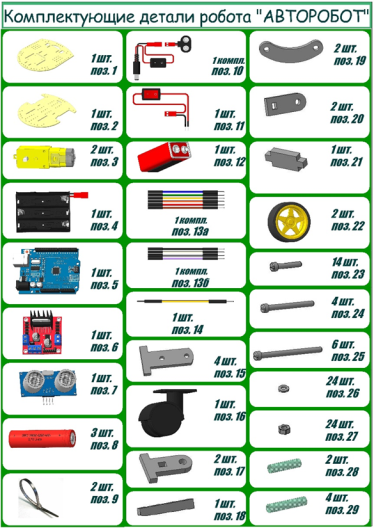 Комплектующие детали робота "АВТОРОБОТ"
1 шт.
поз. 1
1 шт.
поз. 2
2 шт.
поз. 3
1 шт.
поз. 4
1 шт.
поз. 5
1 шт.
поз. 6
1 шт.
поз. 7
3 шт.
поз. 8
2 шт.
поз. 9
1 компл.
поз. 10
1 шт.
поз. 11
1 шт.
поз. 12
1 компл.
поз. 13а
1 компл.
поз. 13б
1 шт.
поз. 14
4 шт.
поз. 15
1 шт.
поз. 16
2 шт.
поз. 17
1 шт.
поз. 18
2 шт.
поз. 19
2 шт.
поз. 20
1 шт.
поз. 21
2 шт.
поз. 22
14 шт.
поз. 23
4 шт.
поз. 24
6 шт.
поз. 25
24 шт.
поз. 26
24 шт.
поз. 27
2 шт.
поз. 28
4 шт.
поз. 29